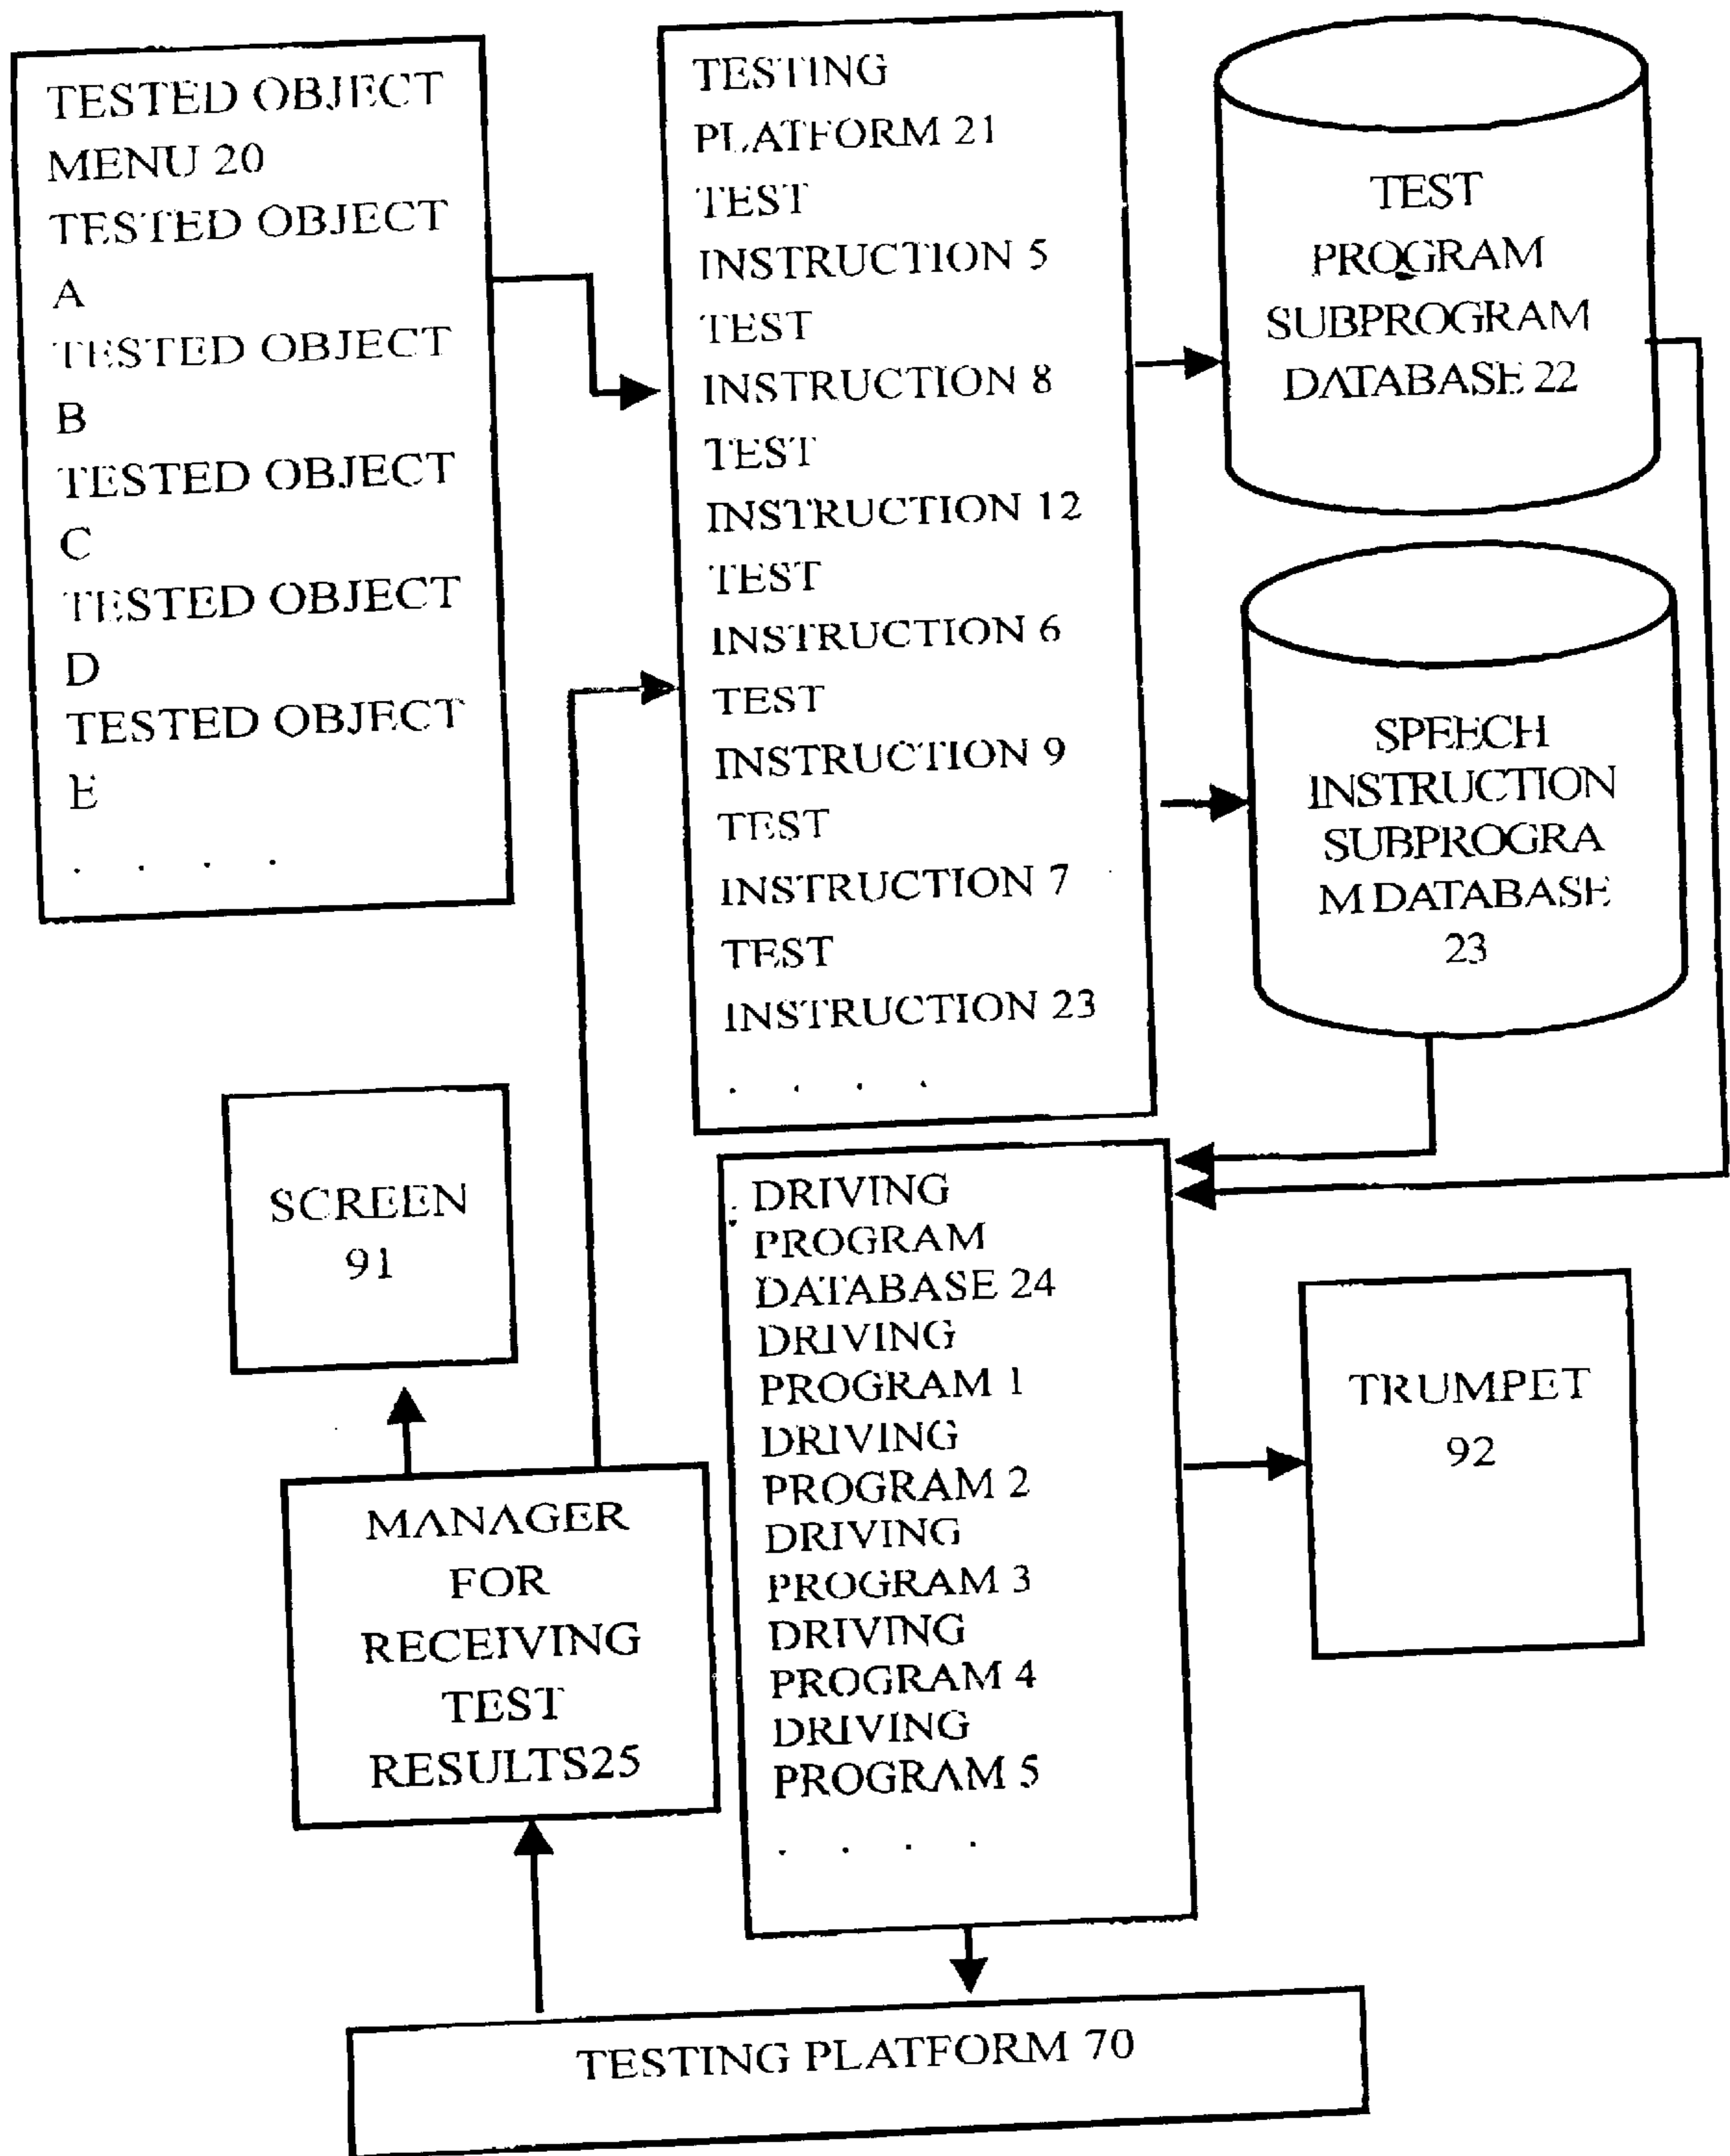 TESTED OBJECT
MENU 20
TESTED OBJECT
A
TESTED OBJECT
B
TESTED OBJECT
C
TESTED OBJECT
D
TESTED OBJECT
E
. . . .
TESTING
PLATFORM 21
TEST
INSTRUCTION 5
TEST
INSTRUCTION 8
TEST
INSTRUCTION 12
TEST
INSTRUCTION 6
TEST
INSTRUCTION 9
TEST
INSTRUCTION 7
TEST
INSTRUCTION 23
. . . .
TEST
PROGRAM
SUBPROGRAM
DATABASE 22
SPEECH
INSTRUCTION
SUBPROGRA
M DATABASE
23
SCREEN
91
DRIVING
PROGRAM
DATABASE 24
DRIVING
PROGRAM 1
DRIVING
PROGRAM 2
DRIVING
PROGRAM 3
DRIVING
PROGRAM 4
DRIVING
PROGRAM 5
. . . .
TRUMPET
92
MANAGER
FOR
RECEIVING
TEST
RESULTS25
TESTING PLATFORM 70